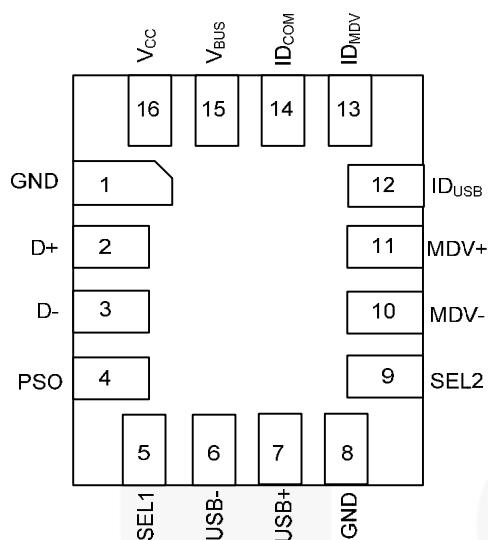 VCC VBUS IDCOM IDMDV
16 15 14 13
GND 1 12 IDUSB
D+ 2 11 MDV+
D- 3 10 MDV-
PSO 4 9 SEL2
5 6 7 8
SEL1 USB- USB+ GND